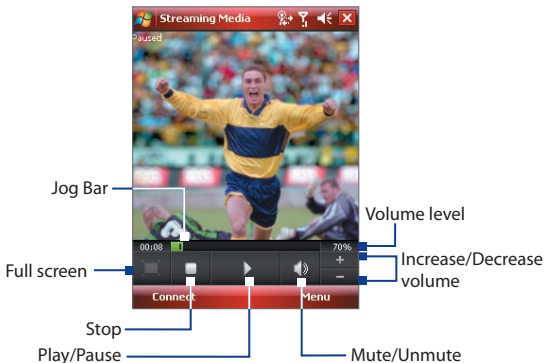 Streaming Media
Paused
Jog Bar
Volume level
00:08
70%
Full screen
+
Increase/Decrease
volume
-
Connect
Menu
Stop
Play/Pause
Mute/Unmute